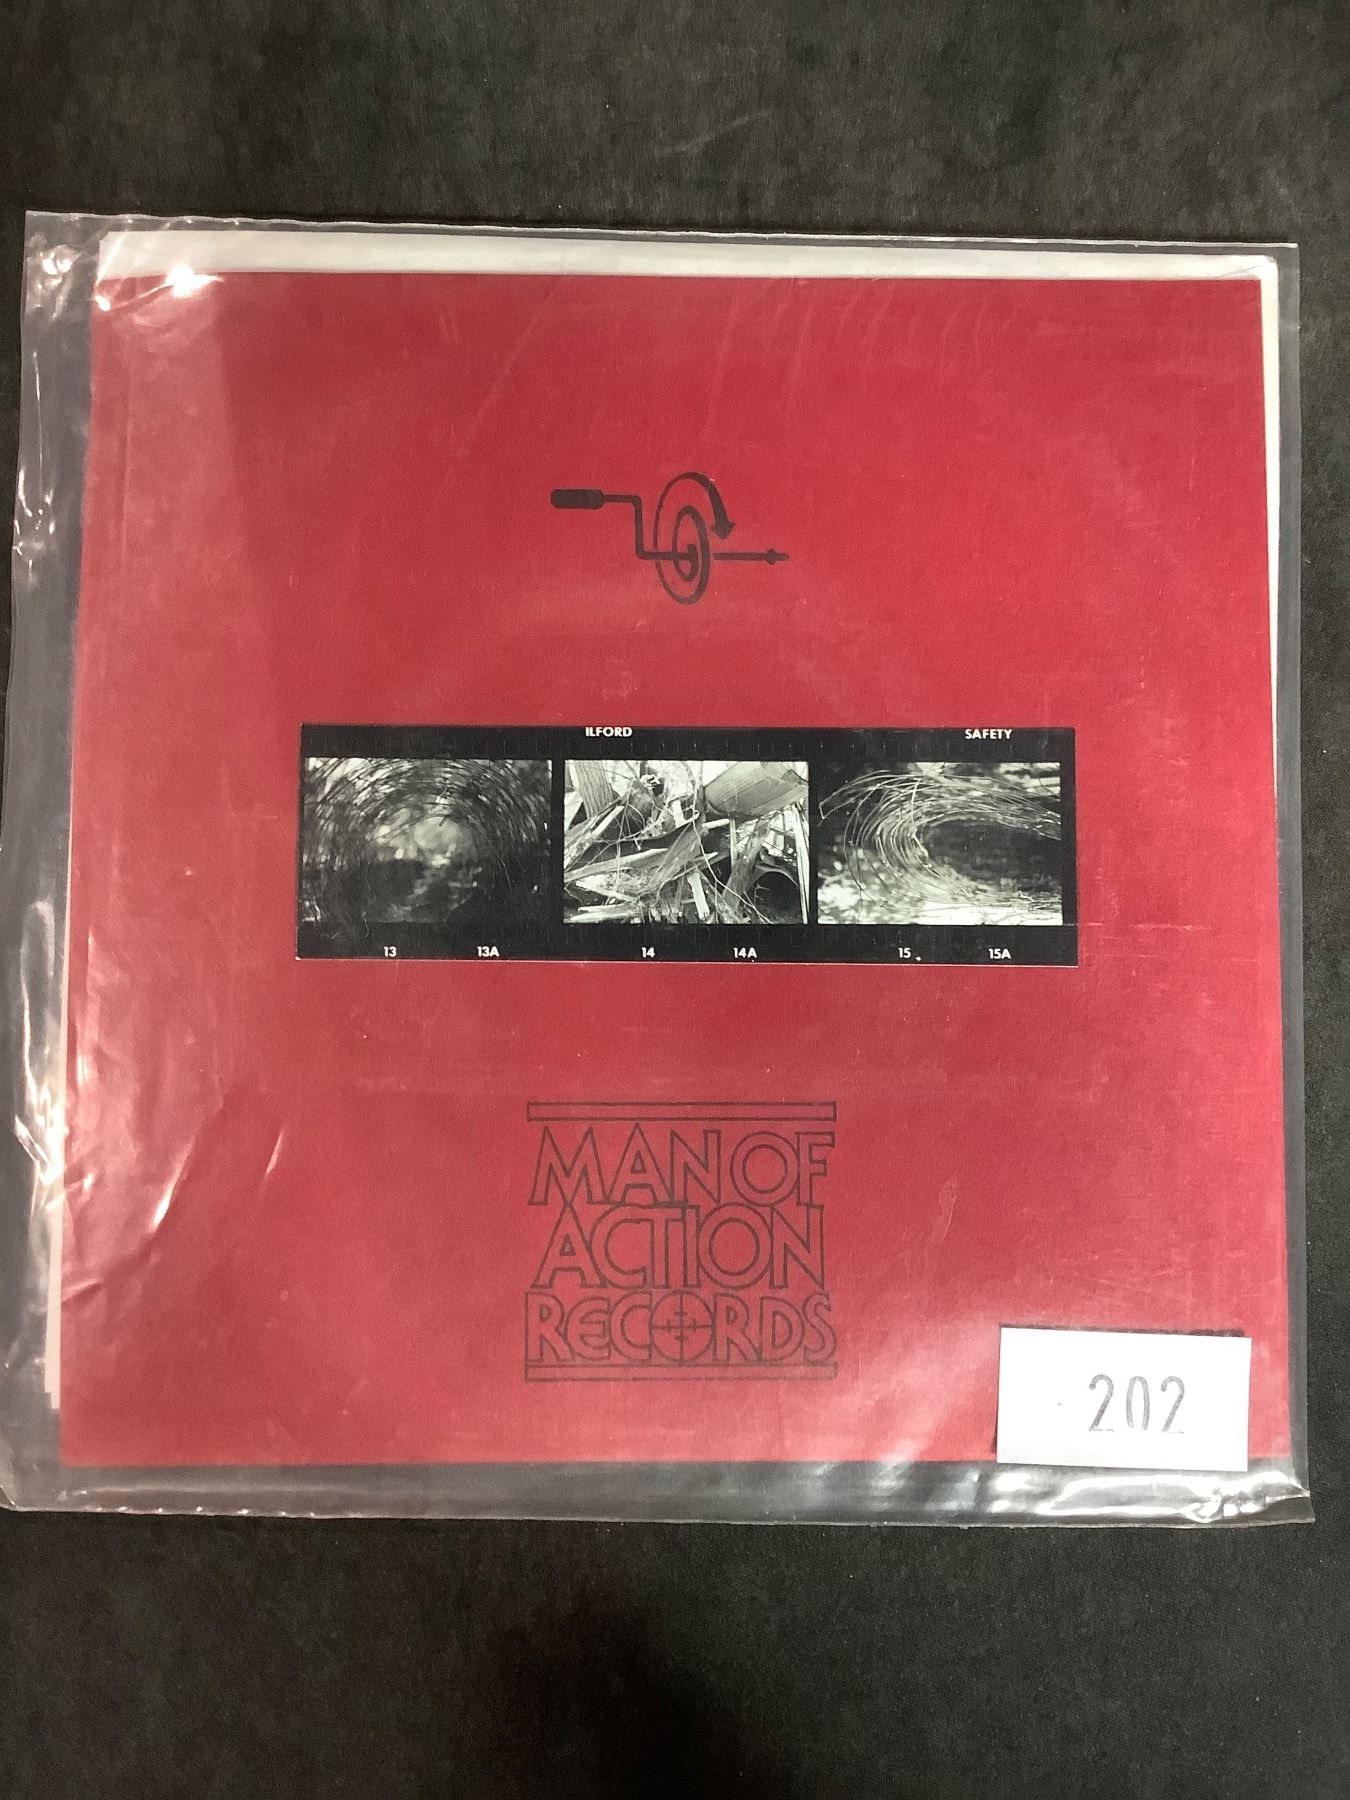 ILFORD SAFETY
13 13A 14 14A 15 15A
MAN OF
ACTION
RECORDS
202